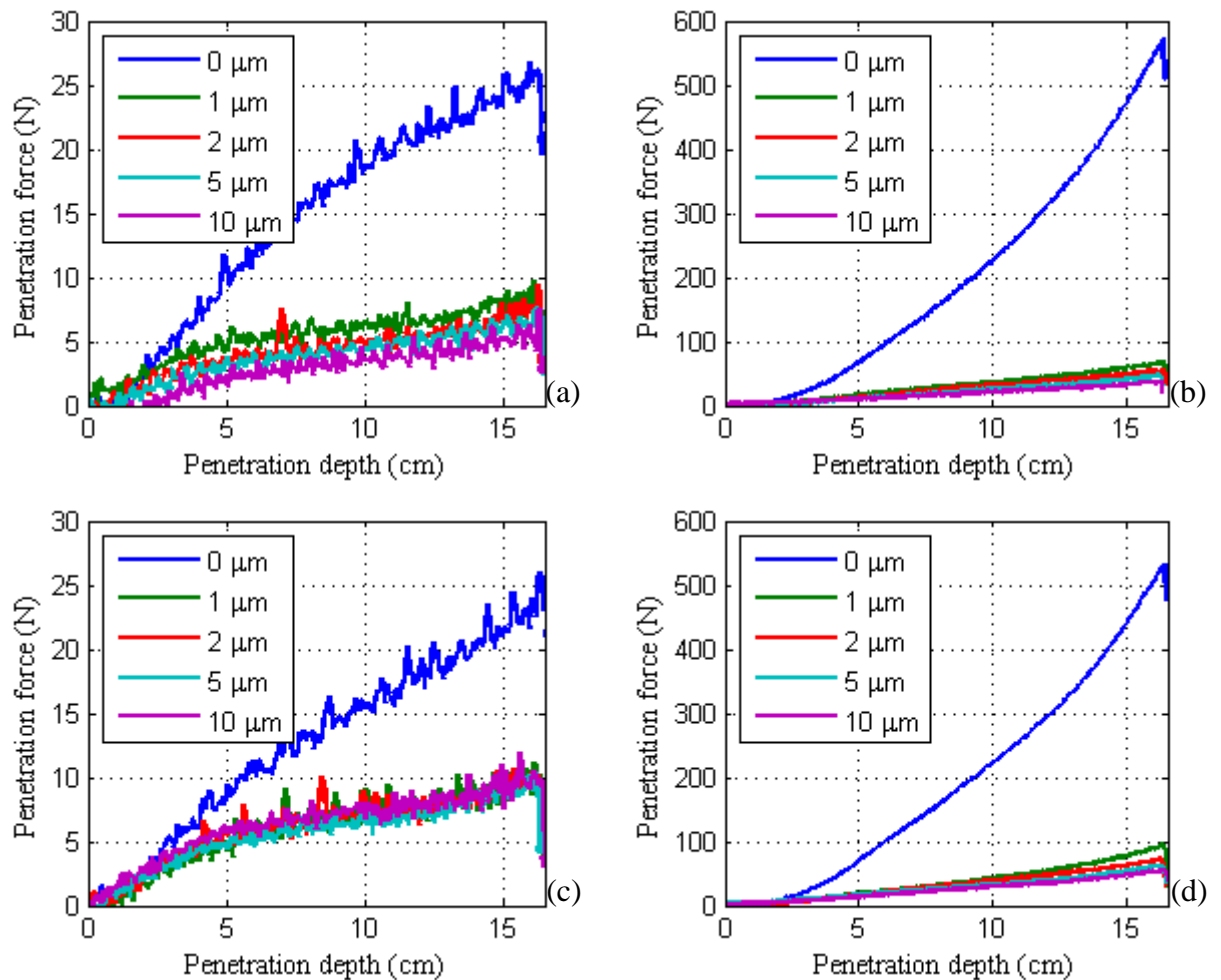 30
25
20
15
10
5
0
0 5 10 15
Penetration force (N)
Penetration depth (cm)
0 μm
1 μm
2 μm
5 μm
10 μm
(a)
600
500
400
300
200
100
0
0 5 10 15
Penetration force (N)
Penetration depth (cm)
0 μm
1 μm
2 μm
5 μm
10 μm
(b)
30
25
20
15
10
5
0
0 5 10 15
Penetration force (N)
Penetration depth (cm)
0 μm
1 μm
2 μm
5 μm
10 μm
(c)
600
500
400
300
200
100
0
0 5 10 15
Penetration force (N)
Penetration depth (cm)
0 μm
1 μm
2 μm
5 μm
10 μm
(d)